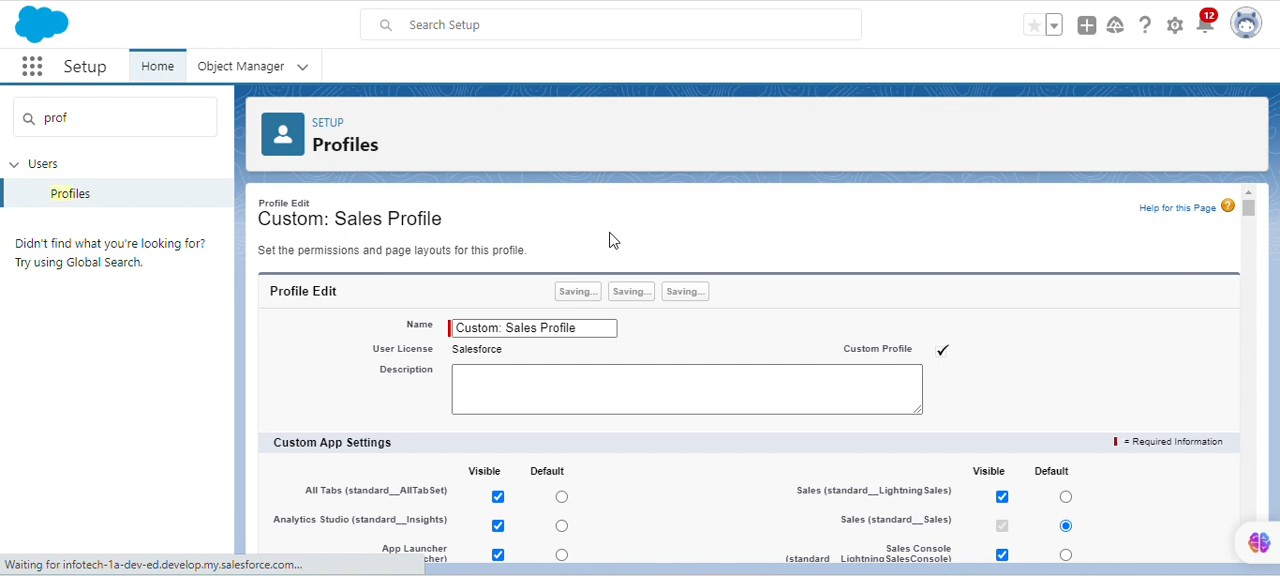 Search Setup
12
Setup
Home
Object Manager
prof
Users
Profiles
Didn't find what you're looking for?
Try using Global Search.
SETUP
Profiles
Profile Edit
Custom: Sales Profile
Help for this Page
Set the permissions and page layouts for this profile.
Profile Edit
Saving...
Saving...
Saving...
Name
Custom: Sales Profile
User License
Salesforce
Custom Profile
Description
Custom App Settings
= Required Information
Visible
Default
Visible
Default
All Tabs (standard__AllTabSet)
Sales (standard__LightningSales)
Analytics Studio (standard__Insights)
Sales (standard__Sales)
App Launcher
Sales Console
(standard__LightningSalesConsole)
Waiting for infotech-1a-dev-ed.develop.my.salesforce.com...